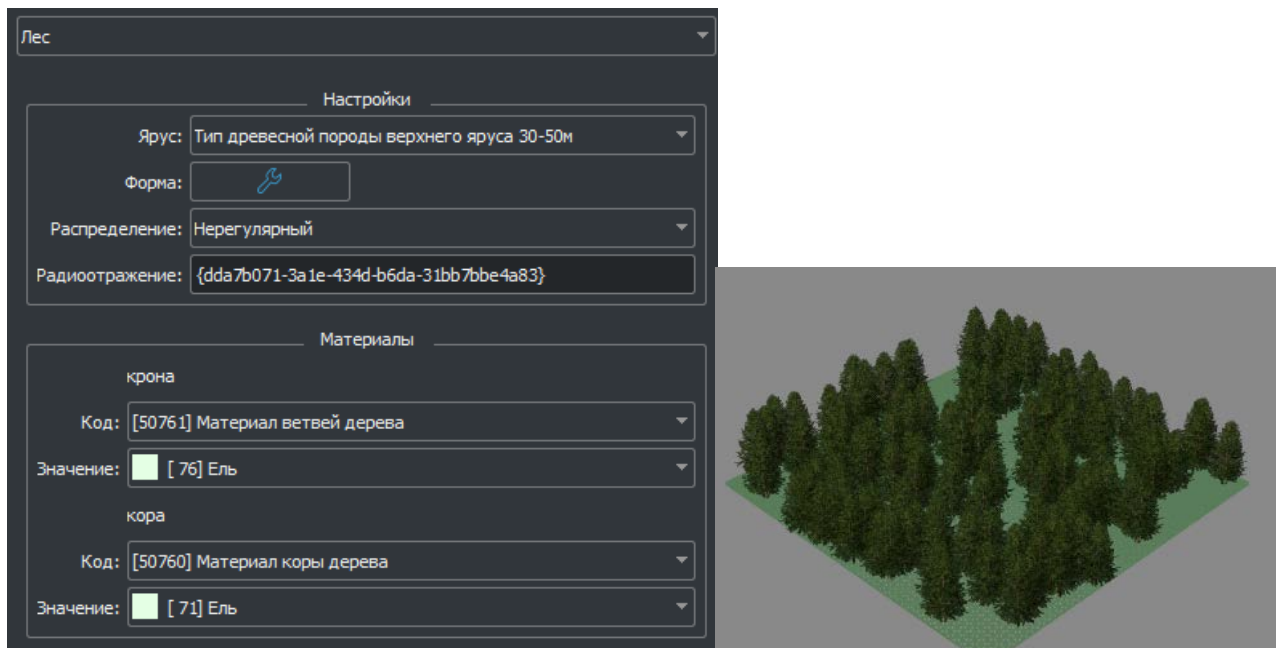 Лес
Настройки
Ярус: Тип древесной породы верхнего яруса 30-50м
Форма:
Распределение: Нерегулярный
Радиоотражение: {dda7b071-3a1e-434d-b6da-31bb7bbe4a83}
Материалы
крона
Код: [50761] Материал ветвей дерева
Значение: [ 76] Ель
кора
Код: [50760] Материал коры дерева
Значение: [ 71] Ель